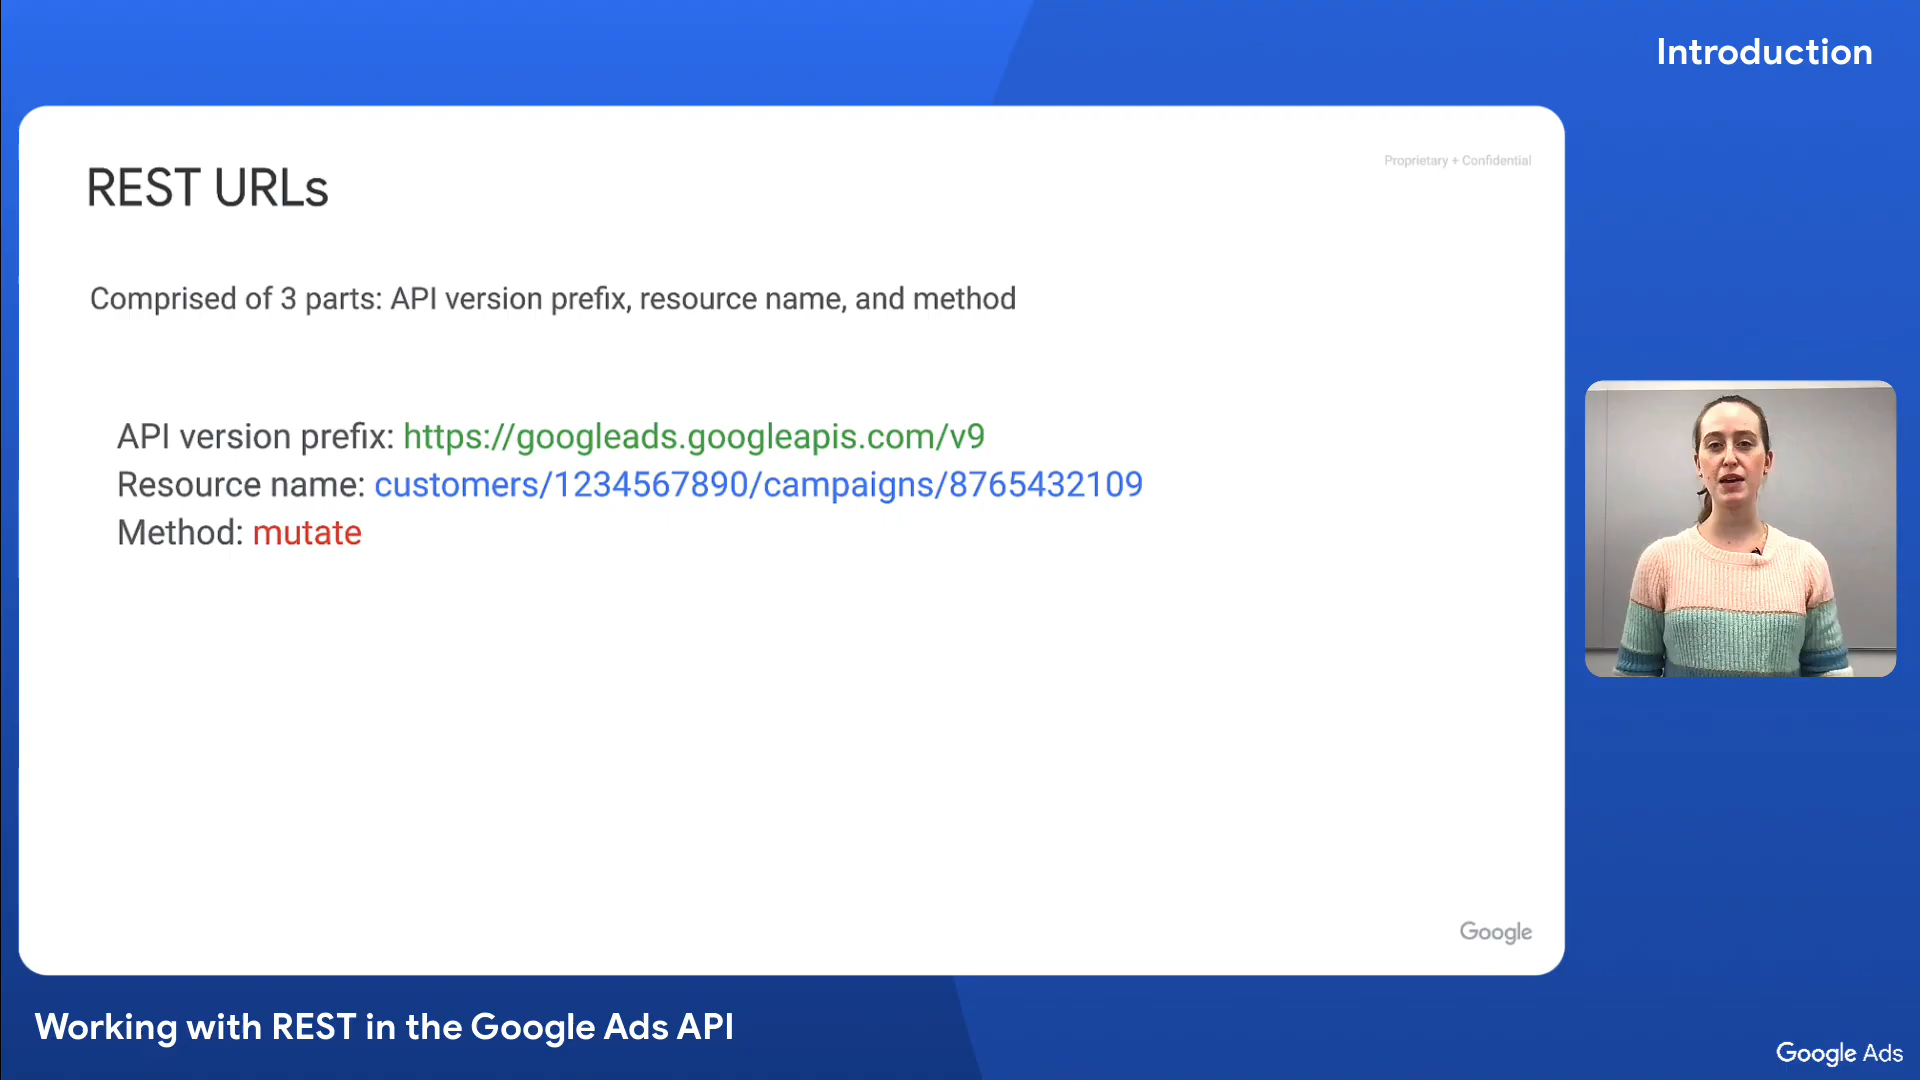 Introduction
Proprietary + Confidential
REST URLs
Comprised of 3 parts: API version prefix, resource name, and method
API version prefix: https://googleads.googleapis.com/v9
Resource name: customers/1234567890/campaigns/8765432109
Method: mutate
Google
Working with REST in the Google Ads API
Google Ads